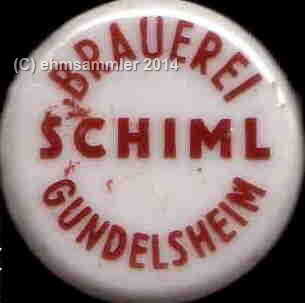 (C) ehmsammler 2014
BRAUEREI
SCHIML
GUNDELSHEIM